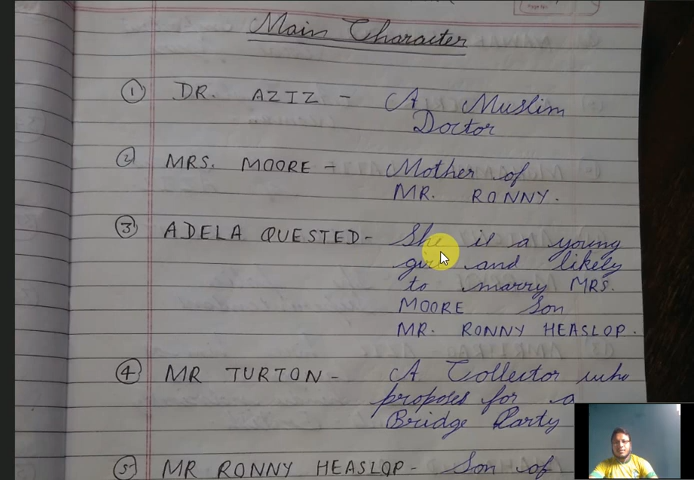 Main Character
① DR. AZIZ - A Muslim
Doctor
② MRS. MOORE - Mother of
MR. RONNY.
③ ADELA QUESTED - She is a young
girl and likely
to marry MRS.
MOORE Son
MR. RONNY HEASLOP.
④ MR TURTON - A Collector who
proposes for a
Bridge Party
⑤ MR RONNY HEASLOP - Son of